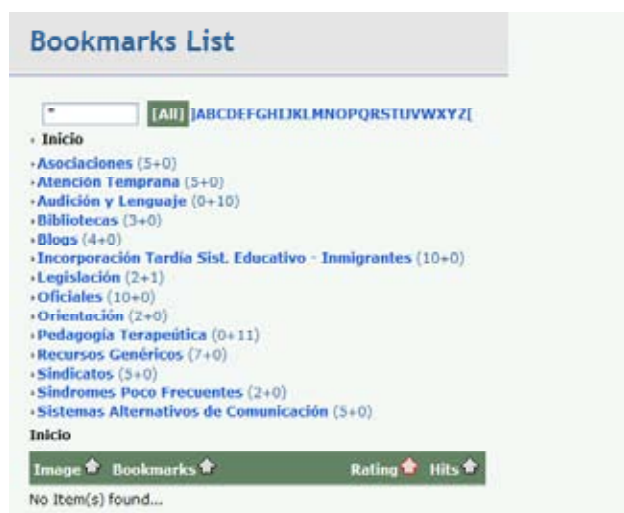 Bookmarks List
* [All] ]ABCDEFGHIJKLMNOPQRSTUVWXYZ[
Inicio
Asociaciones (5+0)
Atención Temprana (5+0)
Audición y Lenguaje (0+10)
Bibliotecas (3+0)
Blogs (4+0)
Incorporación Tardía Sist. Educativo - Inmigrantes (10+0)
Legislación (2+1)
Oficiales (10+0)
Orientación (2+0)
Pedagogía Terapeútica (0+11)
Recursos Genéricos (7+0)
Sindicatos (5+0)
Sindromes Poco Frecuentes (2+0)
Sistemas Alternativos de Comunicación (5+0)
Inicio
Image Bookmarks Rating Hits
No Item(s) found...